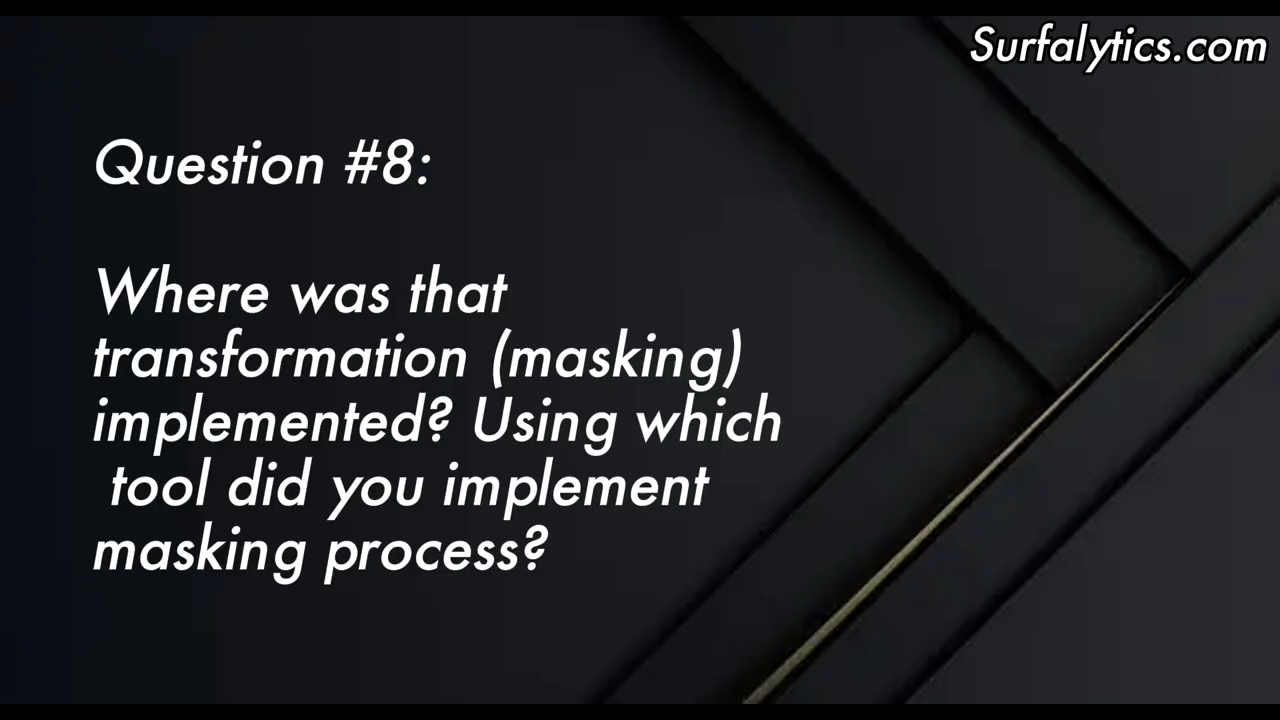 Surfalytics.com
Question #8:
Where was that
transformation (masking)
implemented? Using which
tool did you implement
masking process?